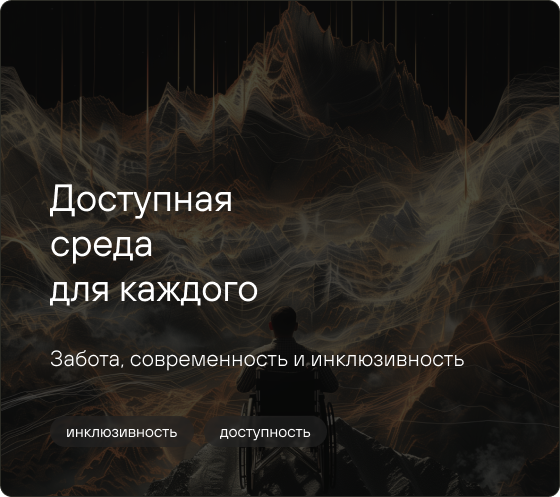 Доступная
среда
для каждого
Забота, современность и инклюзивность
инклюзивность
доступность